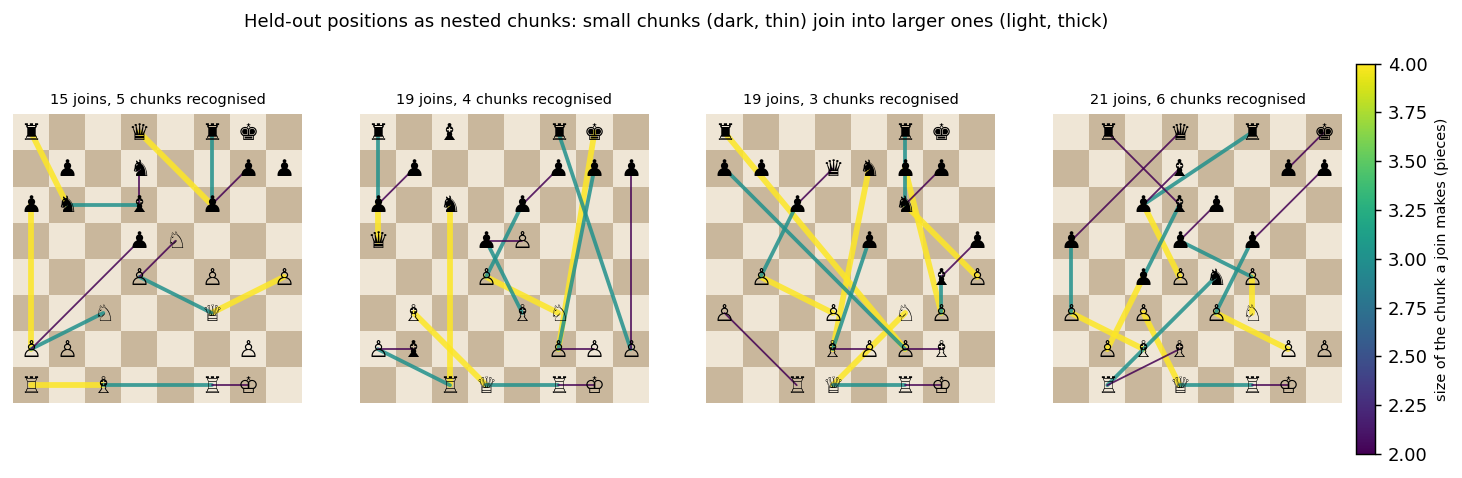 Held-out positions as nested chunks: small chunks (dark, thin) join into larger ones (light, thick)
15 joins, 5 chunks recognised
19 joins, 4 chunks recognised
19 joins, 3 chunks recognised
21 joins, 6 chunks recognised
4.00
3.75
3.50
3.25
3.00
2.75
2.50
2.25
2.00
size of the chunk a join makes (pieces)